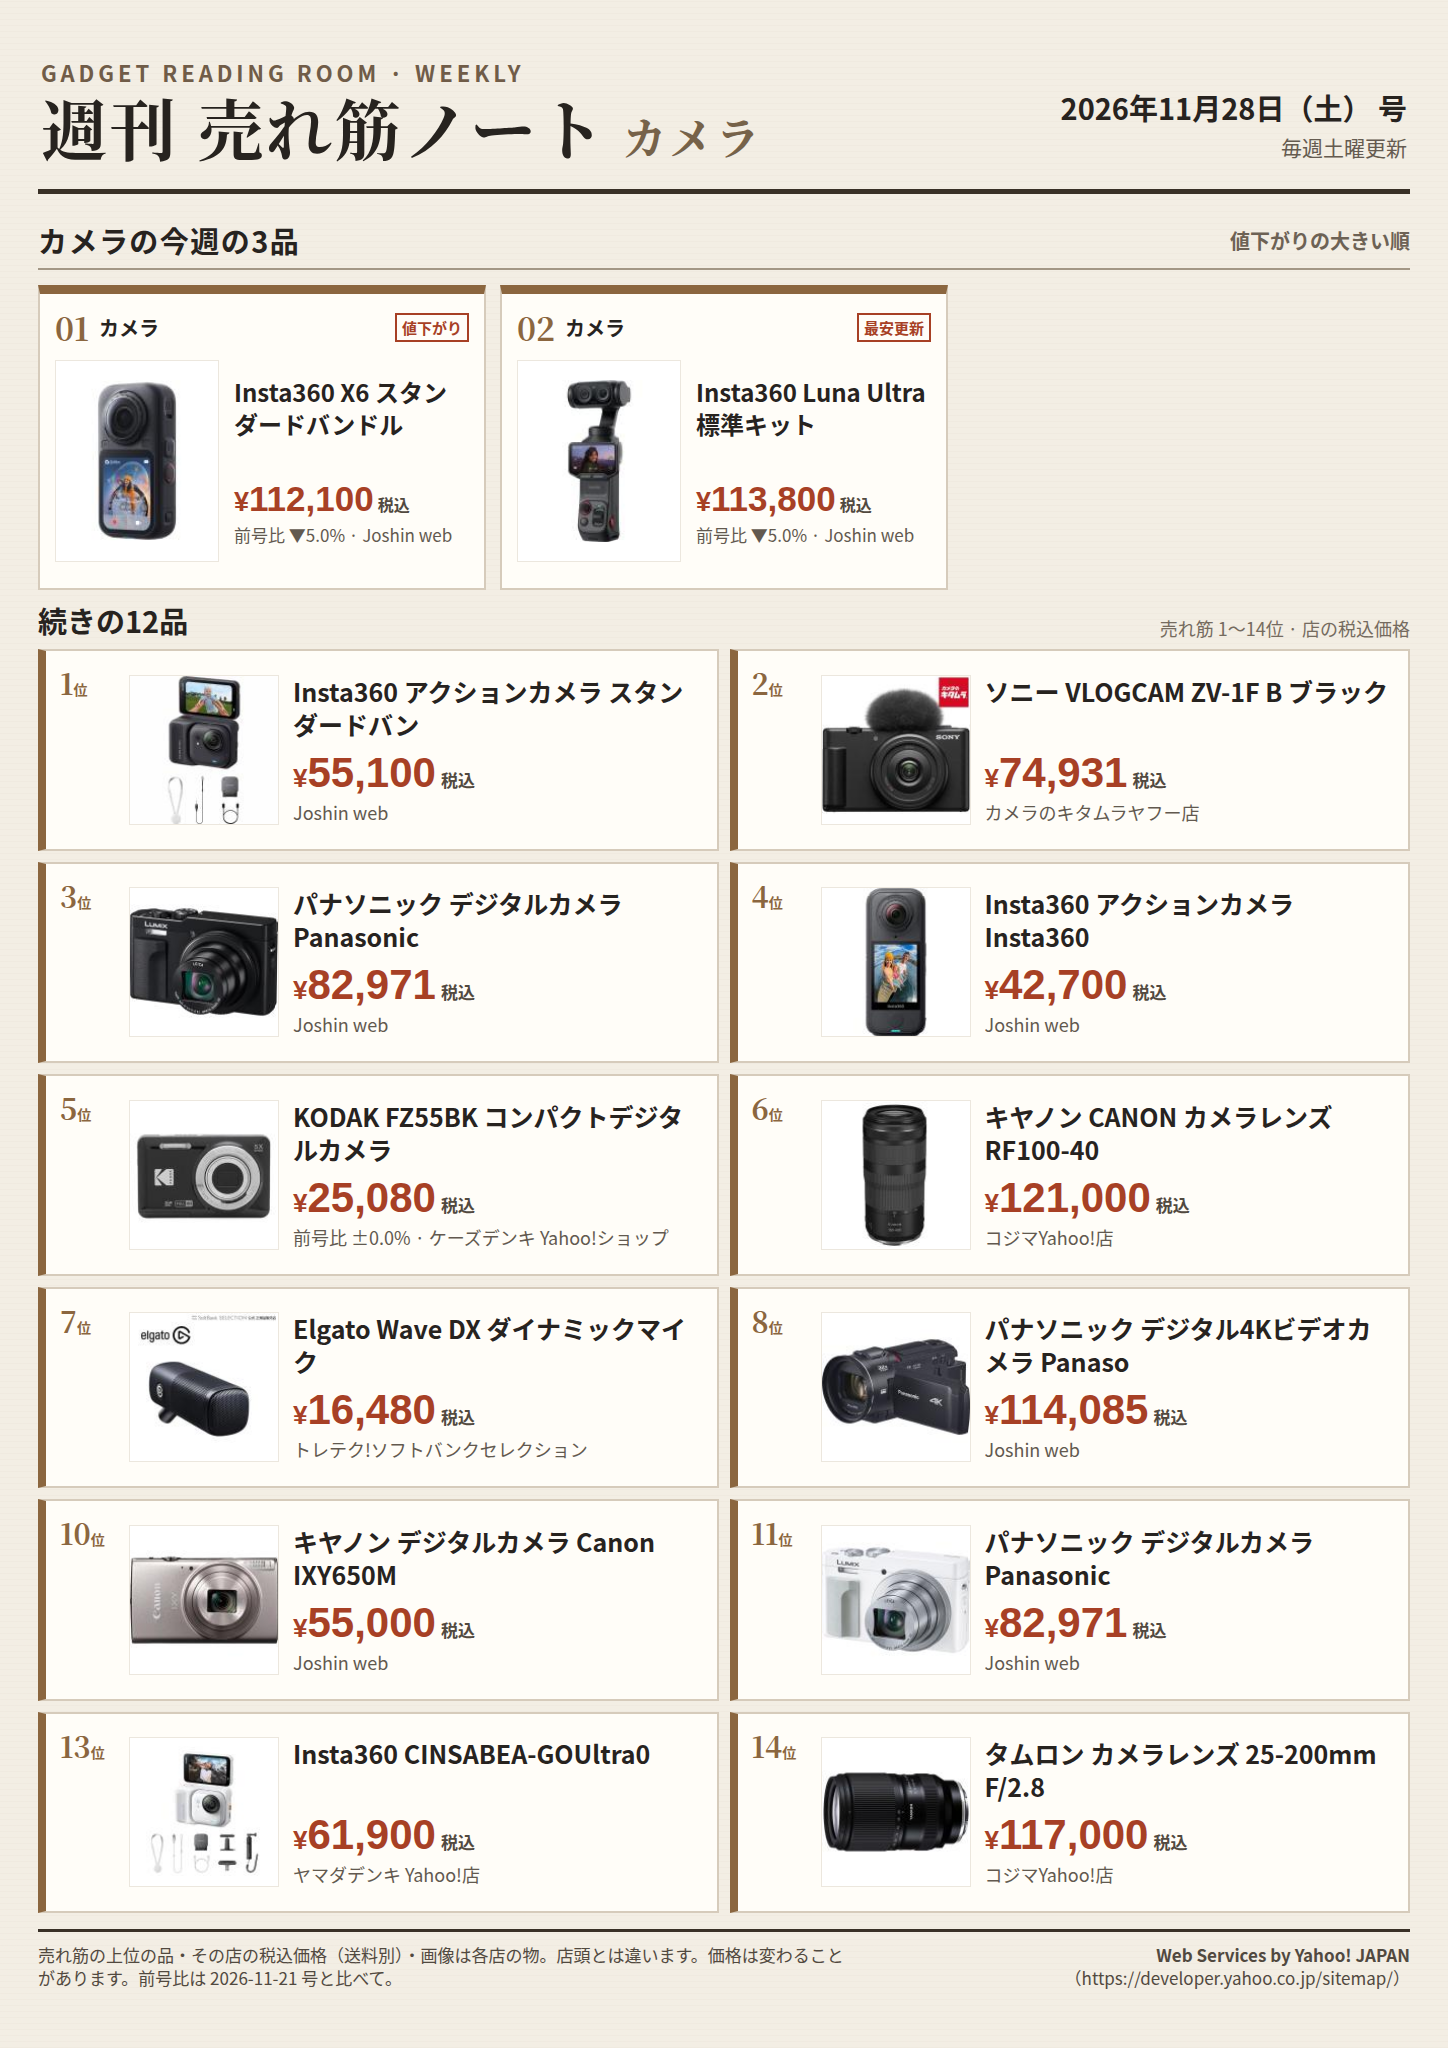 GADGET READING ROOM · WEEKLY
週刊 売れ筋ノート カメラ
2026年11月28日（土） 号
毎週土曜更新
カメラの今週の3品
値下がりの大きい順
01 カメラ
値下がり
Insta360 X6 スタン
ダードバンドル
¥112,100 税込
前号比 ▼5.0% · Joshin web
02 カメラ
最安更新
Insta360 Luna Ultra
標準キット
¥113,800 税込
前号比 ▼5.0% · Joshin web
続きの12品
売れ筋 1〜14位 · 店の税込価格
1位
Insta360 アクションカメラ スタン
ダードバン
¥55,100 税込
Joshin web
2位
カメラの
キタムラ
SONY
ソニー VLOGCAM ZV-1F B ブラック
¥74,931 税込
カメラのキタムラヤフー店
3位
LUMIX
パナソニック デジタルカメラ
Panasonic
¥82,971 税込
Joshin web
4位
Insta360 アクションカメラ
Insta360
¥42,700 税込
Joshin web
5位
KODAK FZ55BK コンパクトデジタ
ルカメラ
¥25,080 税込
前号比 ±0.0% · ケーズデンキ Yahoo!ショップ
6位
キヤノン CANON カメラレンズ
RF100-40
¥121,000 税込
コジマYahoo!店
7位
elgato
Elgato Wave DX ダイナミックマイ
ク
¥16,480 税込
トレテク!ソフトバンクセレクション
8位
Panasonic
4K
パナソニック デジタル4Kビデオカ
メラ Panaso
¥114,085 税込
Joshin web
10位
Canon
IXY
キヤノン デジタルカメラ Canon
IXY650M
¥55,000 税込
Joshin web
11位
LUMIX
パナソニック デジタルカメラ
Panasonic
¥82,971 税込
Joshin web
13位
Insta360 CINSABEA-GOUltra0
¥61,900 税込
ヤマダデンキ Yahoo!店
14位
タムロン カメラレンズ 25-200mm
F/2.8
¥117,000 税込
コジマYahoo!店
売れ筋の上位の品・その店の税込価格（送料別）・画像は各店の物。店頭とは違います。価格は変わること
があります。前号比は 2026-11-21 号と比べて。
Web Services by Yahoo! JAPAN
（https://developer.yahoo.co.jp/sitemap/）